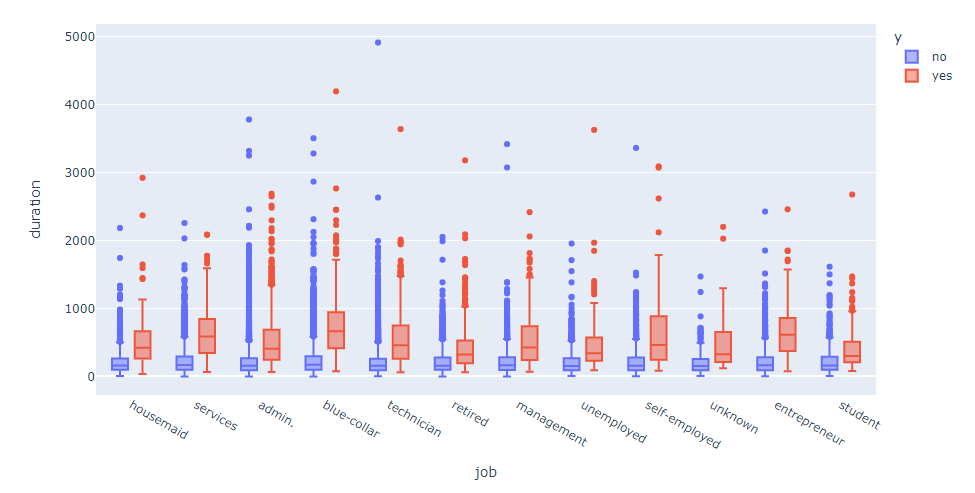 5000
4000
3000
2000
1000
0
duration
housemaid
services
admin.
blue-collar
technician
retired
management
unemployed
self-employed
unknown
entrepreneur
student
job
y
no
yes